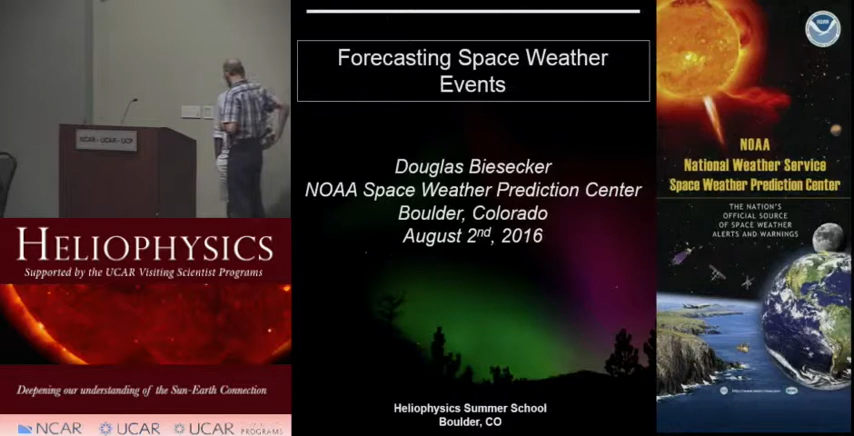 NCAR - UCAR - UCP
HELIOPHYSICS
Supported by the UCAR Visiting Scientist Programs
Deepening our understanding of the Sun-Earth Connection
NCAR UCAR UCAR PROGRAMS
Forecasting Space Weather
Events
Douglas Biesecker
NOAA Space Weather Prediction Center
Boulder, Colorado
August 2nd, 2016
Heliophysics Summer School
Boulder, CO
NOAA
National Weather Service
Space Weather Prediction Center
THE NATION'S
OFFICIAL SOURCE
OF SPACE WEATHER
ALERTS AND WARNINGS